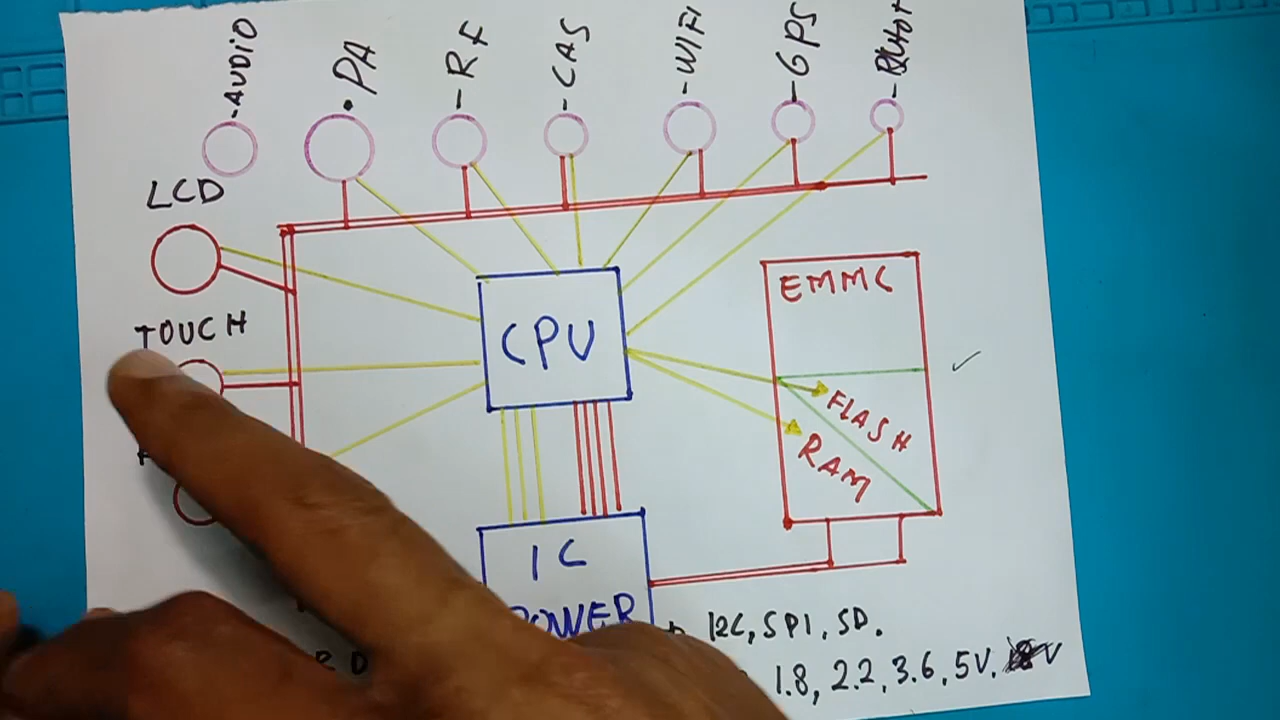 -AUDIO
•PA
-RF
-CAS
-WIFI
-GPS
LCD
TOUCH
CPU
EMMC
FLASH
RAM
IC
POWER
I2C, SPI, SD.
1.8, 2.2, 3.6, 5V.